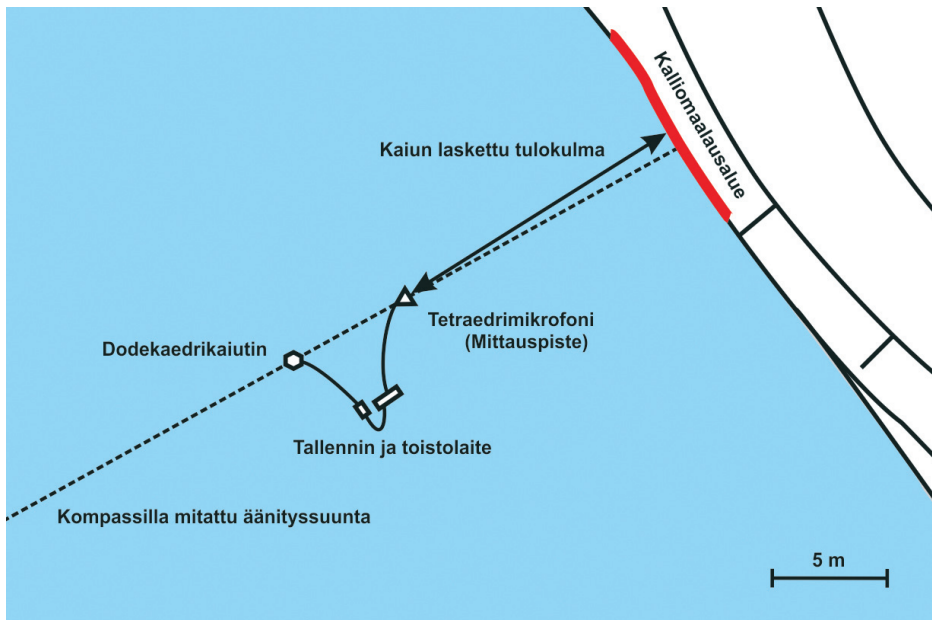 Kalliomaalausalue
Kaiun laskettu tulokulma
Tetraedrimikrofoni
(Mittauspiste)
Dodekaedrikaiutin
Tallennin ja toistolaite
Kompassilla mitattu äänityssuunta
5 m